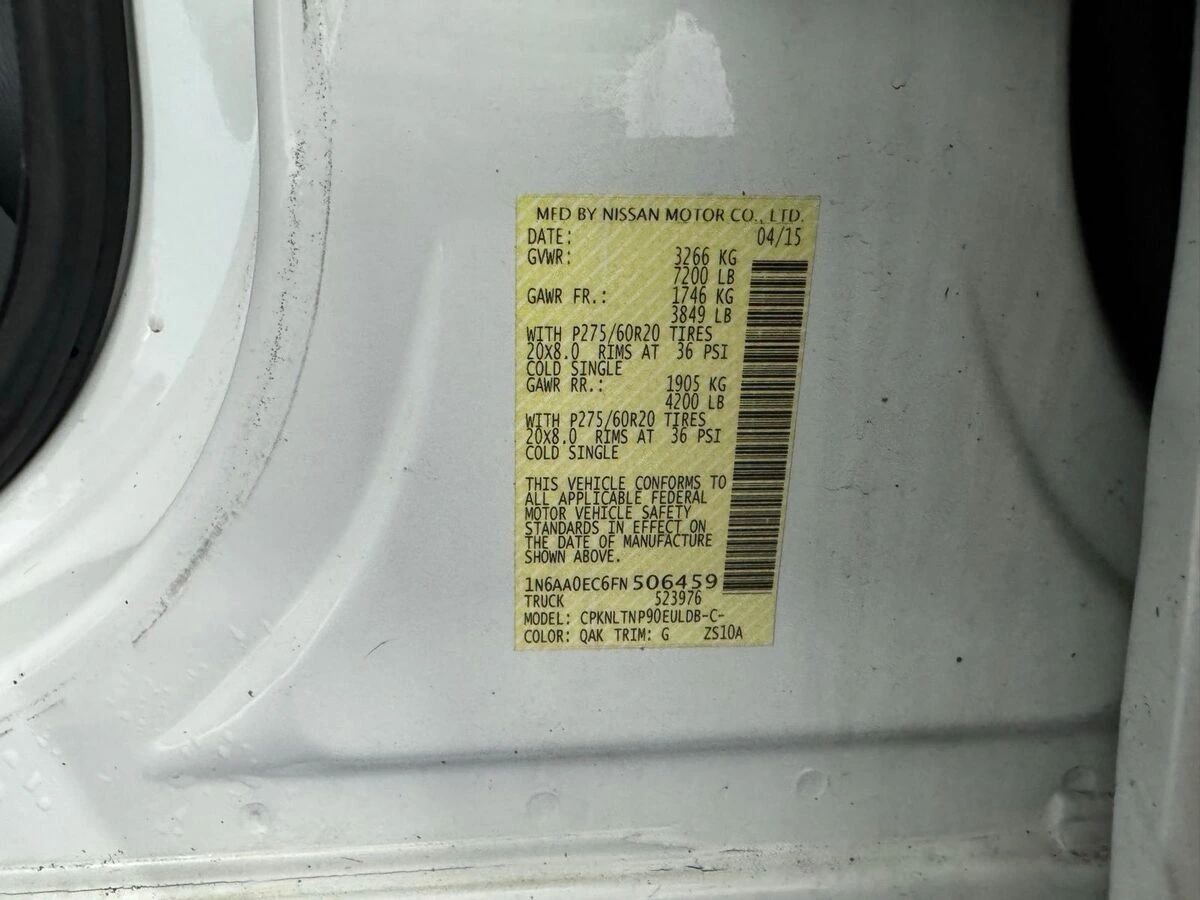 MFD BY NISSAN MOTOR CO., LTD.
DATE: 04/15
GVWR: 3266 KG
7200 LB
GAWR FR.: 1746 KG
3849 LB
WITH P275/60R20 TIRES
20X8.0 RIMS AT 36 PSI
COLD SINGLE
GAWR RR.: 1905 KG
4200 LB
WITH P275/60R20 TIRES
20X8.0 RIMS AT 36 PSI
COLD SINGLE
THIS VEHICLE CONFORMS TO
ALL APPLICABLE FEDERAL
MOTOR VEHICLE SAFETY
STANDARDS IN EFFECT ON
THE DATE OF MANUFACTURE
SHOWN ABOVE.
1N6AA0EC6FN506459
TRUCK 523976
MODEL: CPKNLTNP90EULDB-C-
COLOR: QAK TRIM: G ZS10A